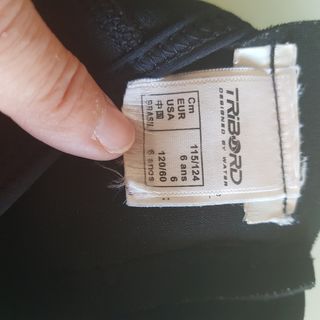 TRIBORD
DESIGNED BY WATER
Cm 115/124
EUR 6 ans
USA 6
中国 120/60
BRASIL 6 anos